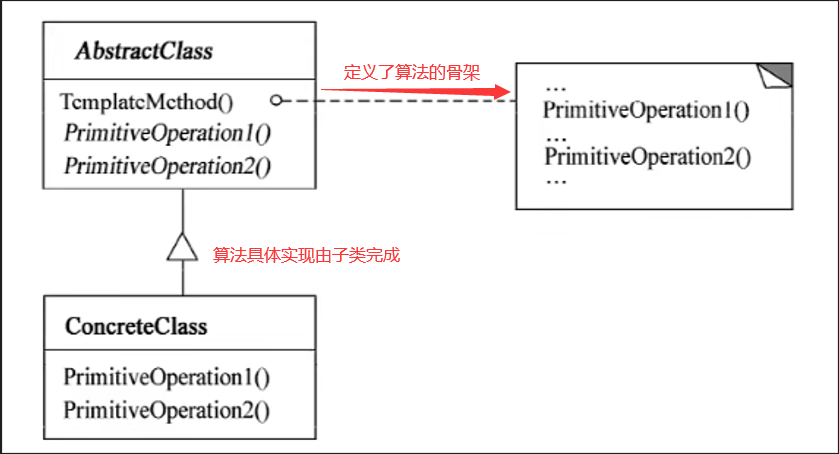 AbstractClass
TemplateMethod()
PrimitiveOperation1()
PrimitiveOperation2()
定义了算法的骨架
...
PrimitiveOperation1()
...
PrimitiveOperation2()
...
算法具体实现由子类完成
ConcreteClass
PrimitiveOperation1()
PrimitiveOperation2()